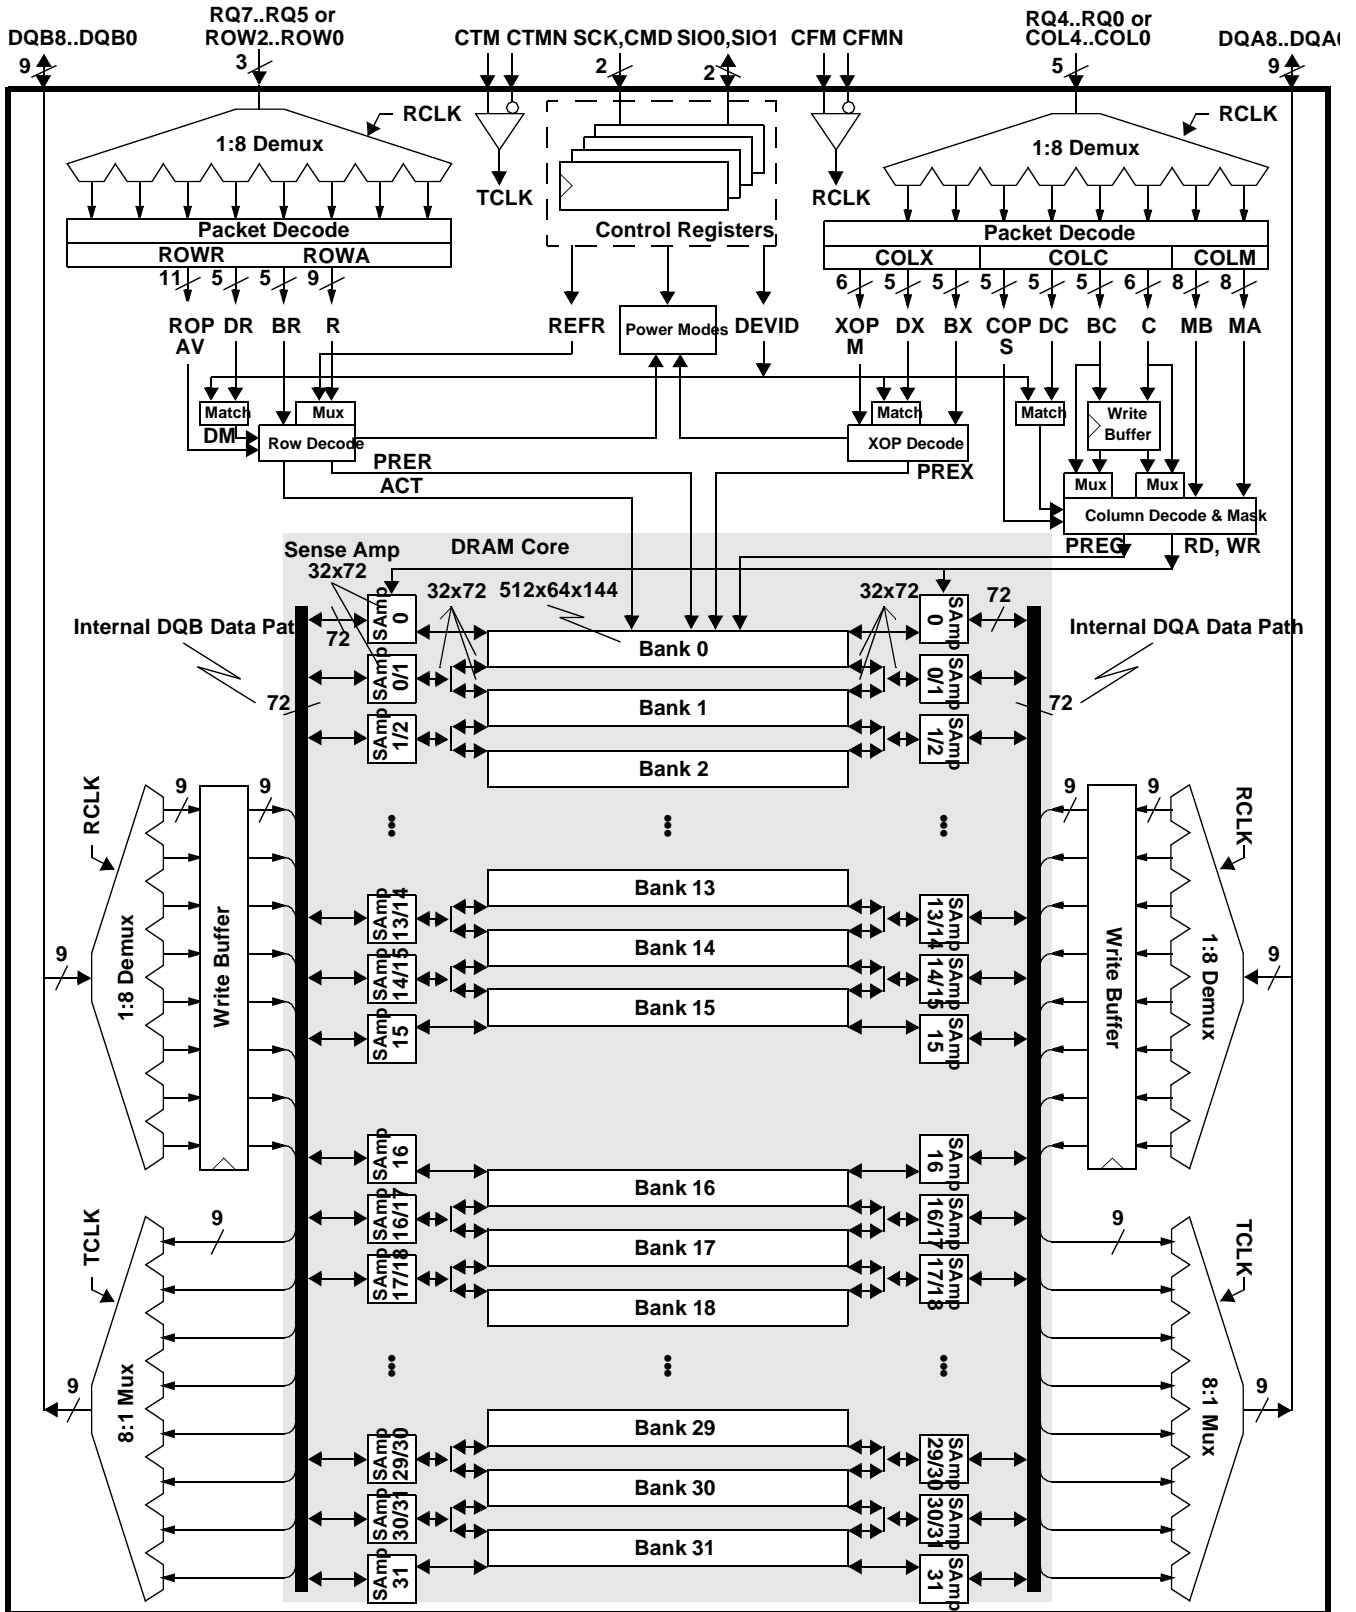 RQ7..RQ5 or
RQ4..RQ0 or
DQB8..DQB0
ROW2..ROW0
CTM CTMN SCK,CMD SIO0,SIO1 CFM CFMN
COL4..COL0
DQA8..DQA
9
3
2
2
5
9
RCLK
RCLK
1:8 Demux
1:8 Demux
TCLK
RCLK
Packet Decode
Control Registers
Packet Decode
ROWR
ROWA
COLX
COLC
COLM
11
5
5
9
6
5
5
5
5
5
6
8
8
ROP DR BR R
REFR
Power Modes
DEVID
XOP DX BX COP DC BC C MB MA
AV
M
S
Match
Mux
Match
Match
Write
Buffer
DM
Row Decode
XOP Decode
PRER
PREX
ACT
Mux
Mux
Column Decode & Mask
PREC
RD, WR
Sense Amp
DRAM Core
32x72
32x72
512x64x144
32x72
SAmp
0
SAmp
0
72
72
72
Internal DQB Data Pat
Internal DQA Data Path
Bank 0
SAmp
0/1
SAmp
0/1
72
72
Bank 1
SAmp
1/2
SAmp
1/2
Bank 2
9
9
9
9
RCLK
RCLK
1:8 Demux
Write Buffer
Write Buffer
1:8 Demux
9
9
Bank 13
SAmp
13/14
SAmp
13/14
Bank 14
SAmp
14/15
SAmp
14/15
Bank 15
SAmp
15
SAmp
15
SAmp
16
SAmp
16
Bank 16
SAmp
16/17
SAmp
16/17
Bank 17
SAmp
17/18
SAmp
17/18
Bank 18
9
9
TCLK
TCLK
8:1 Mux
8:1 Mux
9
9
Bank 29
SAmp
29/30
SAmp
29/30
Bank 30
SAmp
30/31
SAmp
30/31
Bank 31
SAmp
31
SAmp
31